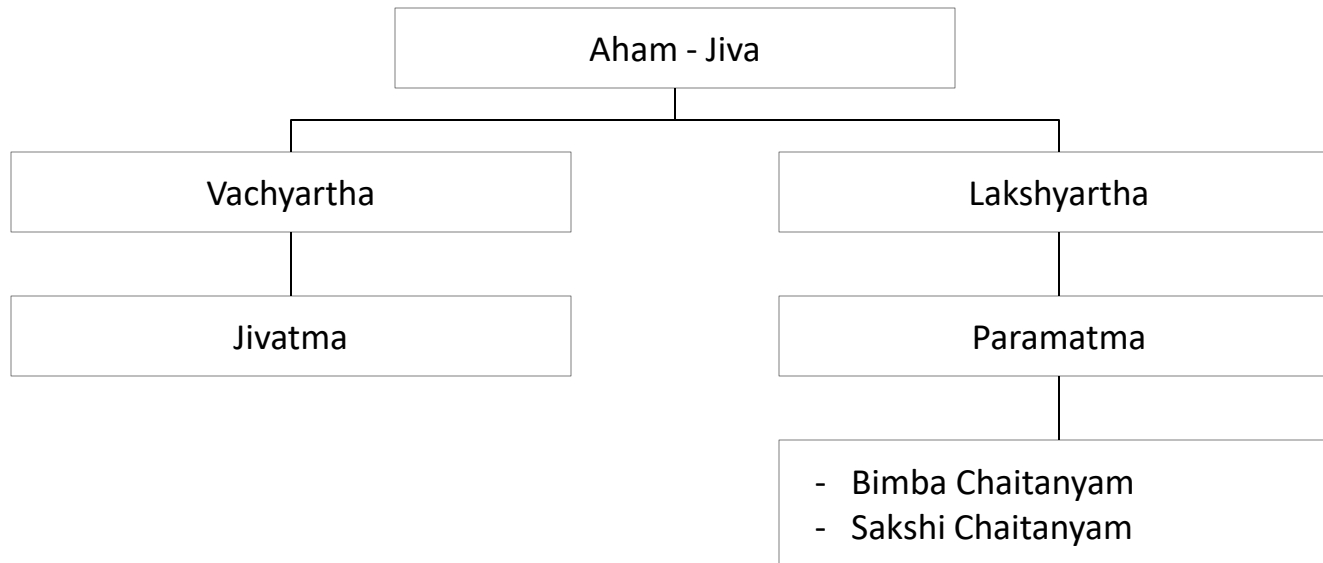 Aham - Jiva
Vachyartha
Lakshyartha
Jivatma
Paramatma
- Bimba Chaitanyam
- Sakshi Chaitanyam